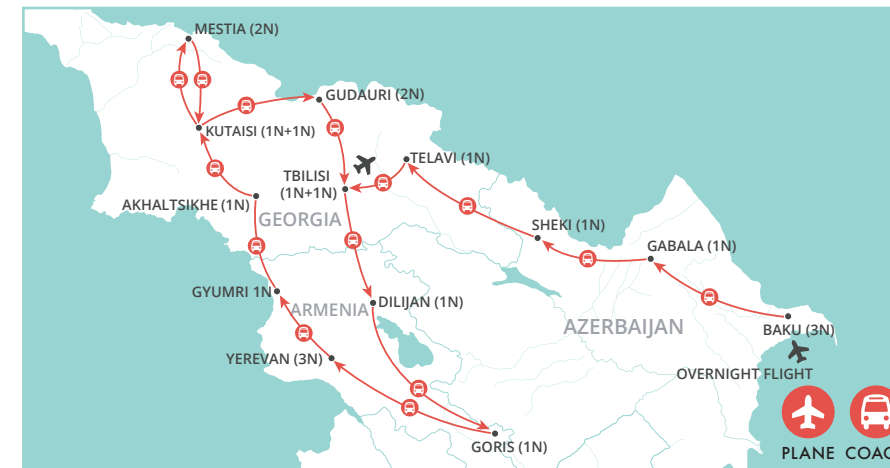 MESTIA (2N)
GUDAURI (2N)
KUTAISI (1N+1N)
TELAVI (1N)
TBILISI
(1N+1N)
AKHALTSIKHE (1N)
GEORGIA
SHEKI (1N)
GABALA (1N)
GYUMRI 1N
ARMENIA
DILIJAN (1N)
AZERBAIJAN
BAKU (3N)
YEREVAN (3N)
OVERNIGHT FLIGHT
GORIS (1N)
PLANE COAC